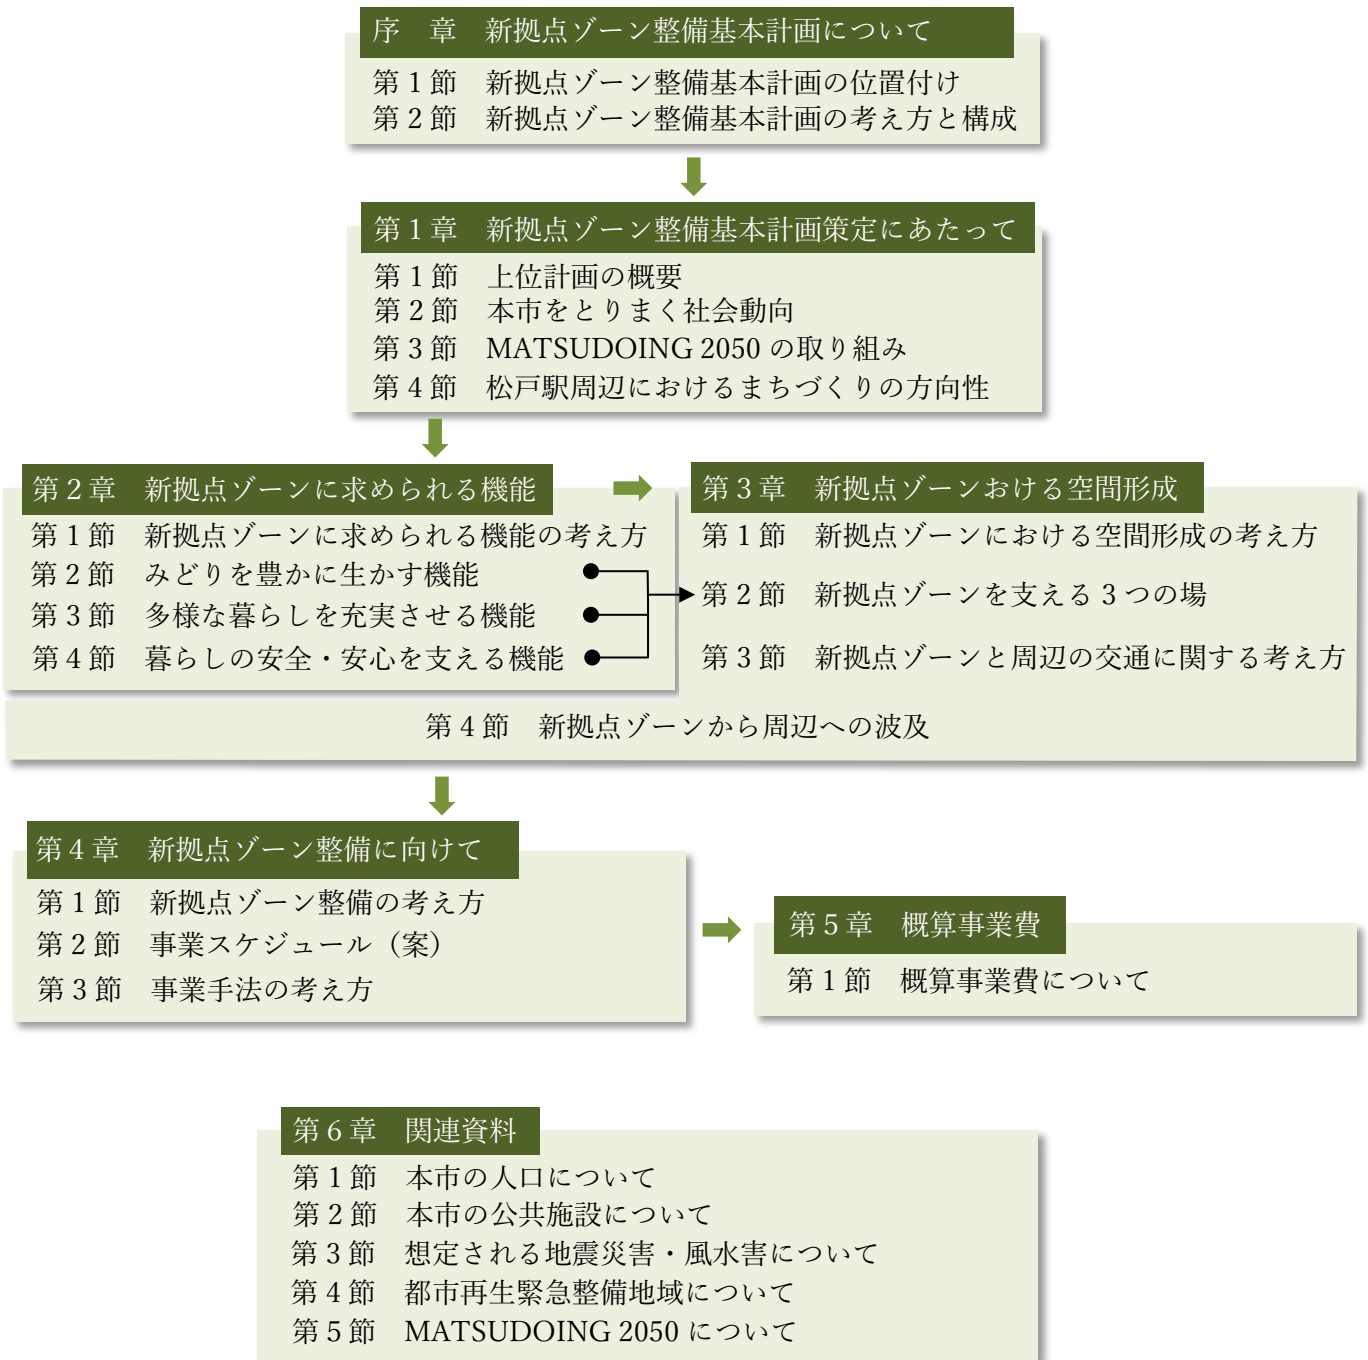 序　章　新拠点ゾーン整備基本計画について
第１節　新拠点ゾーン整備基本計画の位置付け
第２節　新拠点ゾーン整備基本計画の考え方と構成
第１章　新拠点ゾーン整備基本計画策定にあたって
第１節　上位計画の概要
第２節　本市をとりまく社会動向
第３節　MATSUDOING 2050 の取り組み
第４節　松戸駅周辺におけるまちづくりの方向性
第２章　新拠点ゾーンに求められる機能
第１節　新拠点ゾーンに求められる機能の考え方
第２節　みどりを豊かに生かす機能
第３節　多様な暮らしを充実させる機能
第４節　暮らしの安全・安心を支える機能
第３章　新拠点ゾーンおける空間形成
第１節　新拠点ゾーンにおける空間形成の考え方
第２節　新拠点ゾーンを支える３つの場
第３節　新拠点ゾーンと周辺の交通に関する考え方
第４節　新拠点ゾーンから周辺への波及
第４章　新拠点ゾーン整備に向けて
第１節　新拠点ゾーン整備の考え方
第２節　事業スケジュール（案）
第３節　事業手法の考え方
第５章　概算事業費
第１節　概算事業費について
第６章　関連資料
第１節　本市の人口について
第２節　本市の公共施設について
第３節　想定される地震災害・風水害について
第４節　都市再生緊急整備地域について
第５節　MATSUDOING 2050 について